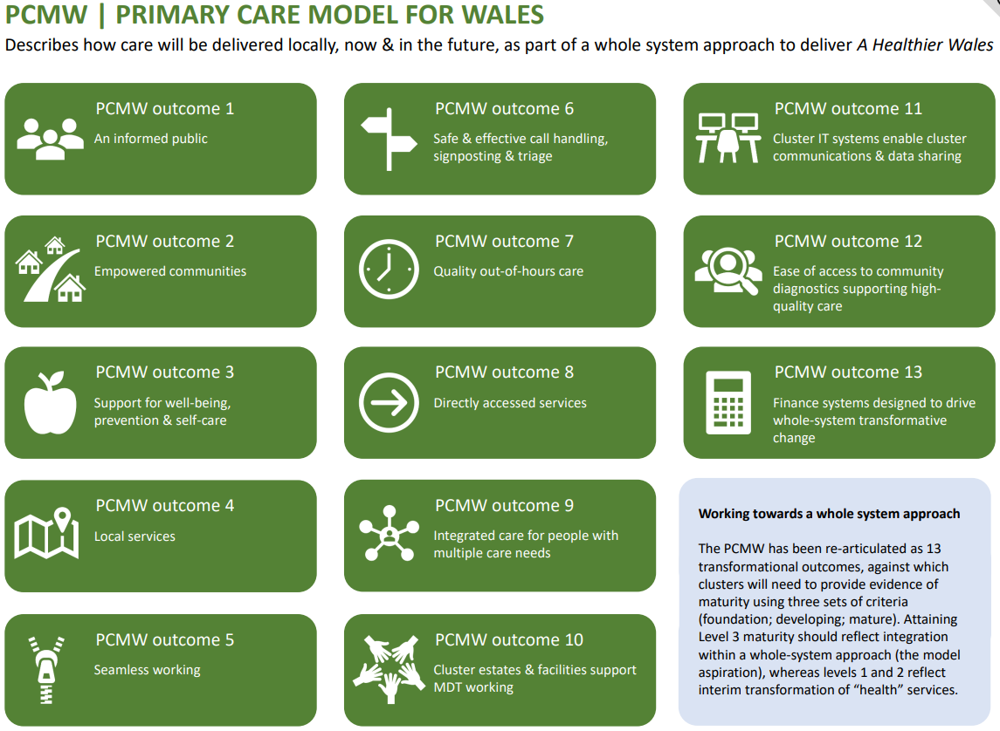 PCMW | PRIMARY CARE MODEL FOR WALES
Describes how care will be delivered locally, now & in the future, as part of a whole system approach to deliver A Healthier Wales
PCMW outcome 1
An informed public
PCMW outcome 2
Empowered communities
PCMW outcome 3
Support for well-being,
prevention & self-care
PCMW outcome 4
Local services
PCMW outcome 5
Seamless working
PCMW outcome 6
Safe & effective call handling,
signposting & triage
PCMW outcome 7
Quality out-of-hours care
PCMW outcome 8
Directly accessed services
PCMW outcome 9
Integrated care for people with
multiple care needs
PCMW outcome 10
Cluster estates & facilities support
MDT working
PCMW outcome 11
Cluster IT systems enable cluster
communications & data sharing
PCMW outcome 12
Ease of access to community
diagnostics supporting high-
quality care
PCMW outcome 13
Finance systems designed to drive
whole-system transformative
change
Working towards a whole system approach
The PCMW has been re-articulated as 13
transformational outcomes, against which
clusters will need to provide evidence of
maturity using three sets of criteria
(foundation; developing; mature). Attaining
Level 3 maturity should reflect integration
within a whole-system approach (the model
aspiration), whereas levels 1 and 2 reflect
interim transformation of “health” services.